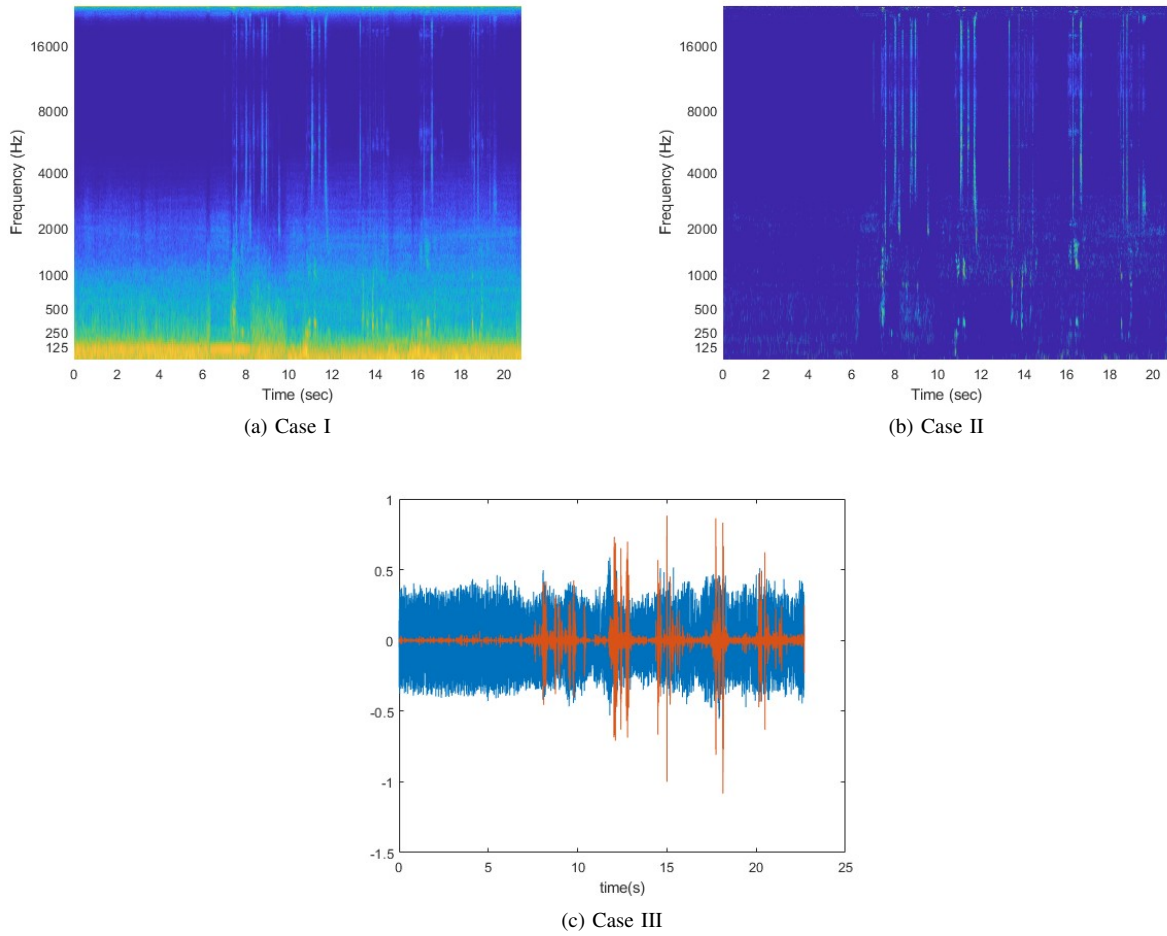 16000
8000
4000
2000
1000
500
250
125
Frequency (Hz)
0 2 4 6 8 10 12 14 16 18 20
Time (sec)
(a) Case I
16000
8000
4000
2000
1000
500
250
125
Frequency (Hz)
0 2 4 6 8 10 12 14 16 18 20
Time (sec)
(b) Case II
1
0.5
0
-0.5
-1
-1.5
0 5 10 15 20 25
time(s)
(c) Case III